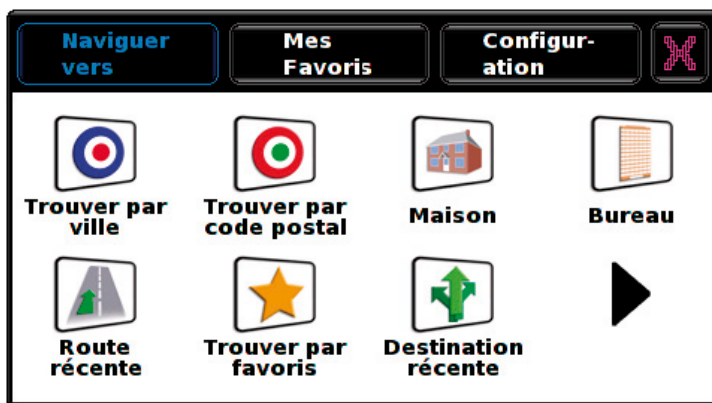 Naviguer
vers
Mes
Favoris
Configur-
ation
Trouver par
ville
Trouver par
code postal
Maison
Bureau
Route
récente
Trouver par
favoris
Destination
récente